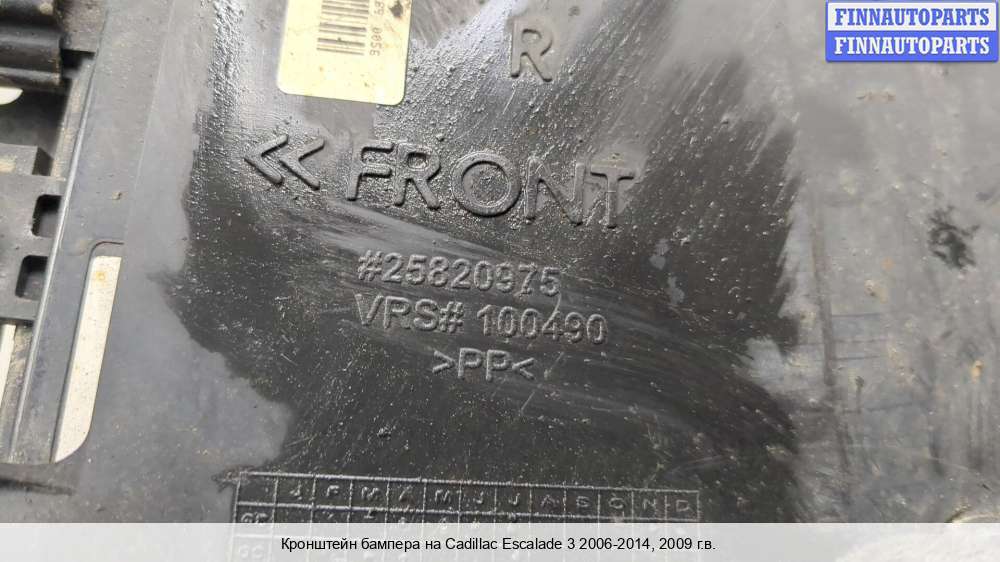 FINNAUTOPARTS
FINNAUTOPARTS
R
<< FRONT
#25820975
VRS# 100490
>PP<
J F M A M J J A S O N D
Кронштейн бампера на Cadillac Escalade 3 2006-2014, 2009 г.в.